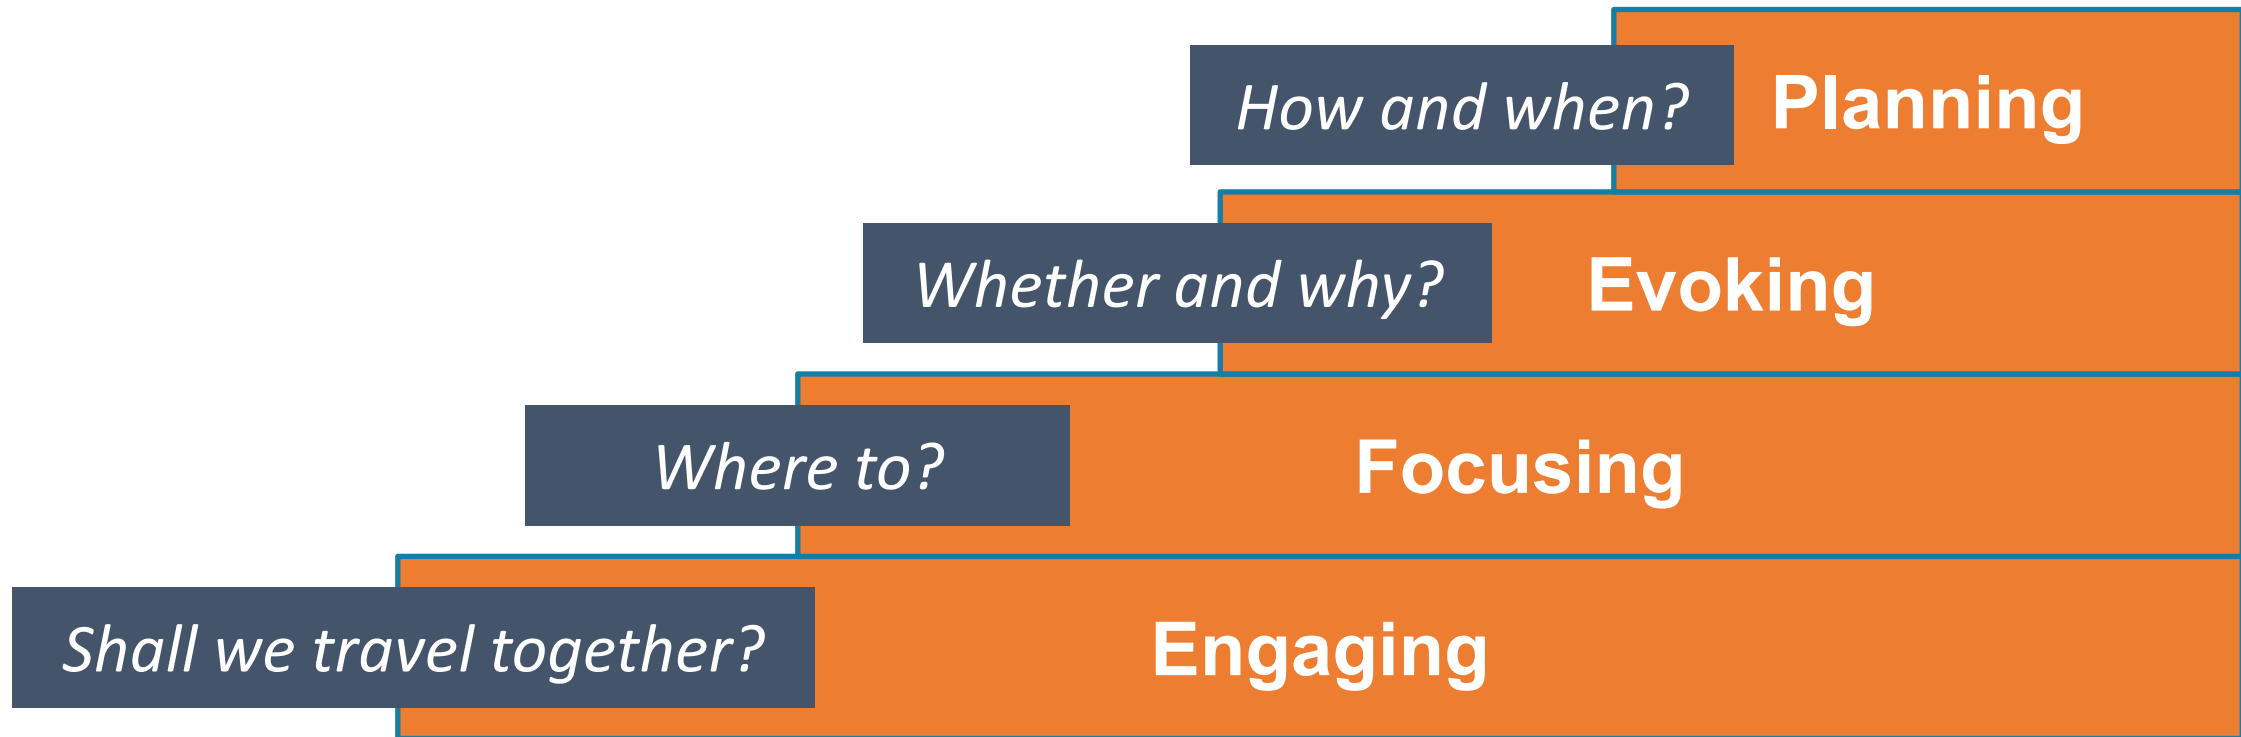 How and when?
Planning
Whether and why?
Evoking
Where to?
Focusing
Shall we travel together?
Engaging